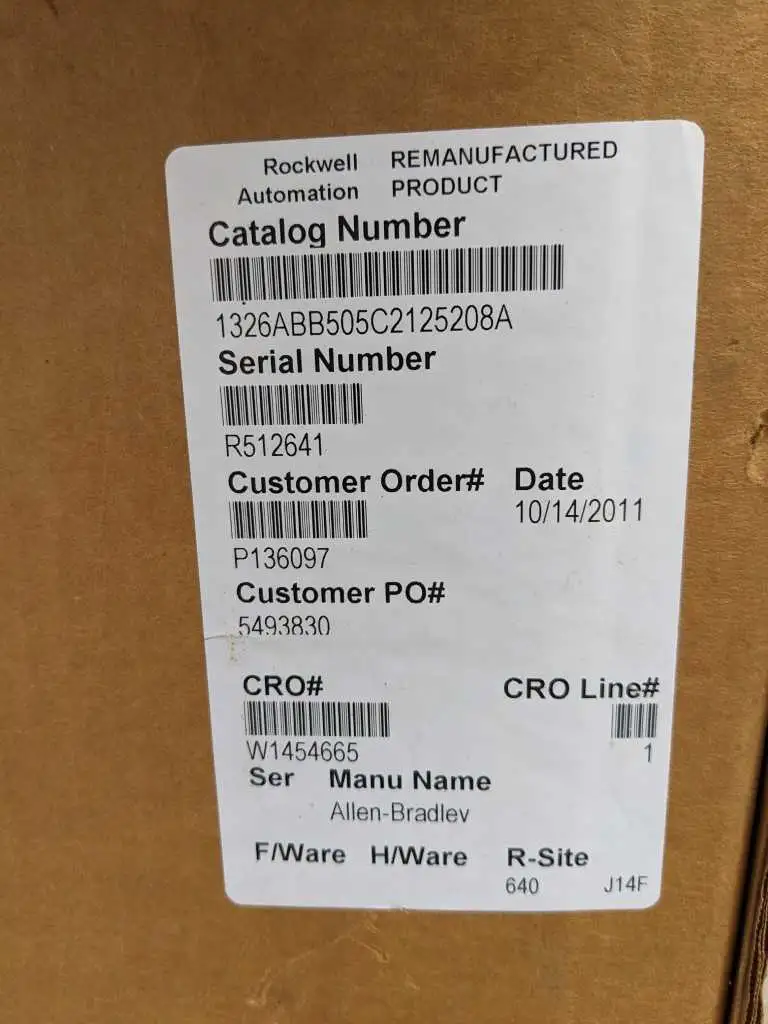 Rockwell REMANUFACTURED
Automation PRODUCT
Catalog Number
1326ABB505C2125208A
Serial Number
R512641
Customer Order# Date
10/14/2011
P136097
Customer PO#
5493830
CRO# CRO Line#
W1454665 1
Ser Manu Name
Allen-Bradley
F/Ware H/Ware R-Site
640 J14F